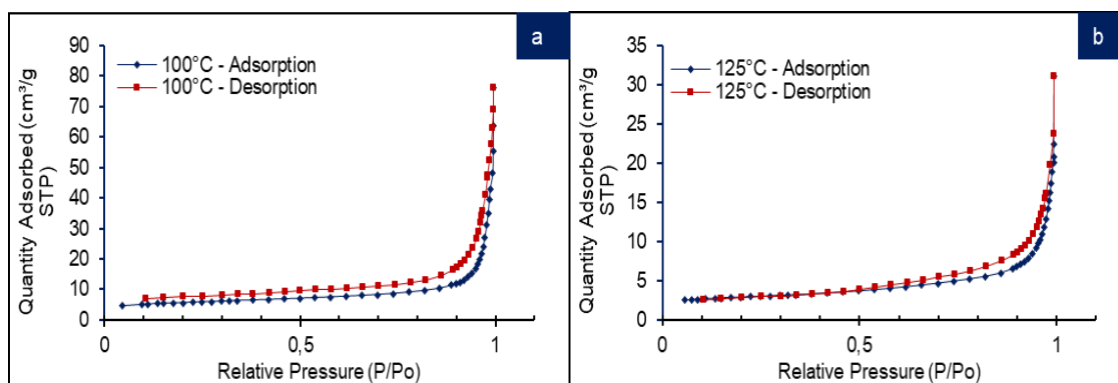 a
90
80
70
60
50
40
30
20
10
0
Quantity Adsorbed (cm³/g
STP)
100°C - Adsorption
100°C - Desorption
0 0,5 1
Relative Pressure (P/Po)
b
35
30
25
20
15
10
5
0
Quantity Adsorbed (cm³/g
STP)
125°C - Adsorption
125°C - Desorption
0 0,5 1
Relative Pressure (P/Po)